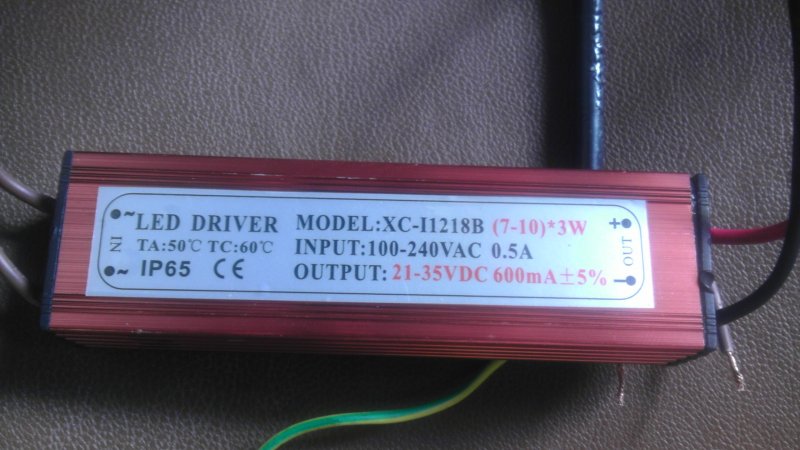 ~ LED DRIVER MODEL:XC-I1218B (7-10)*3W +
IN TA:50℃ TC:60℃ INPUT:100-240VAC 0.5A OUT
~ IP65 CE OUTPUT: 21-35VDC 600mA±5% −